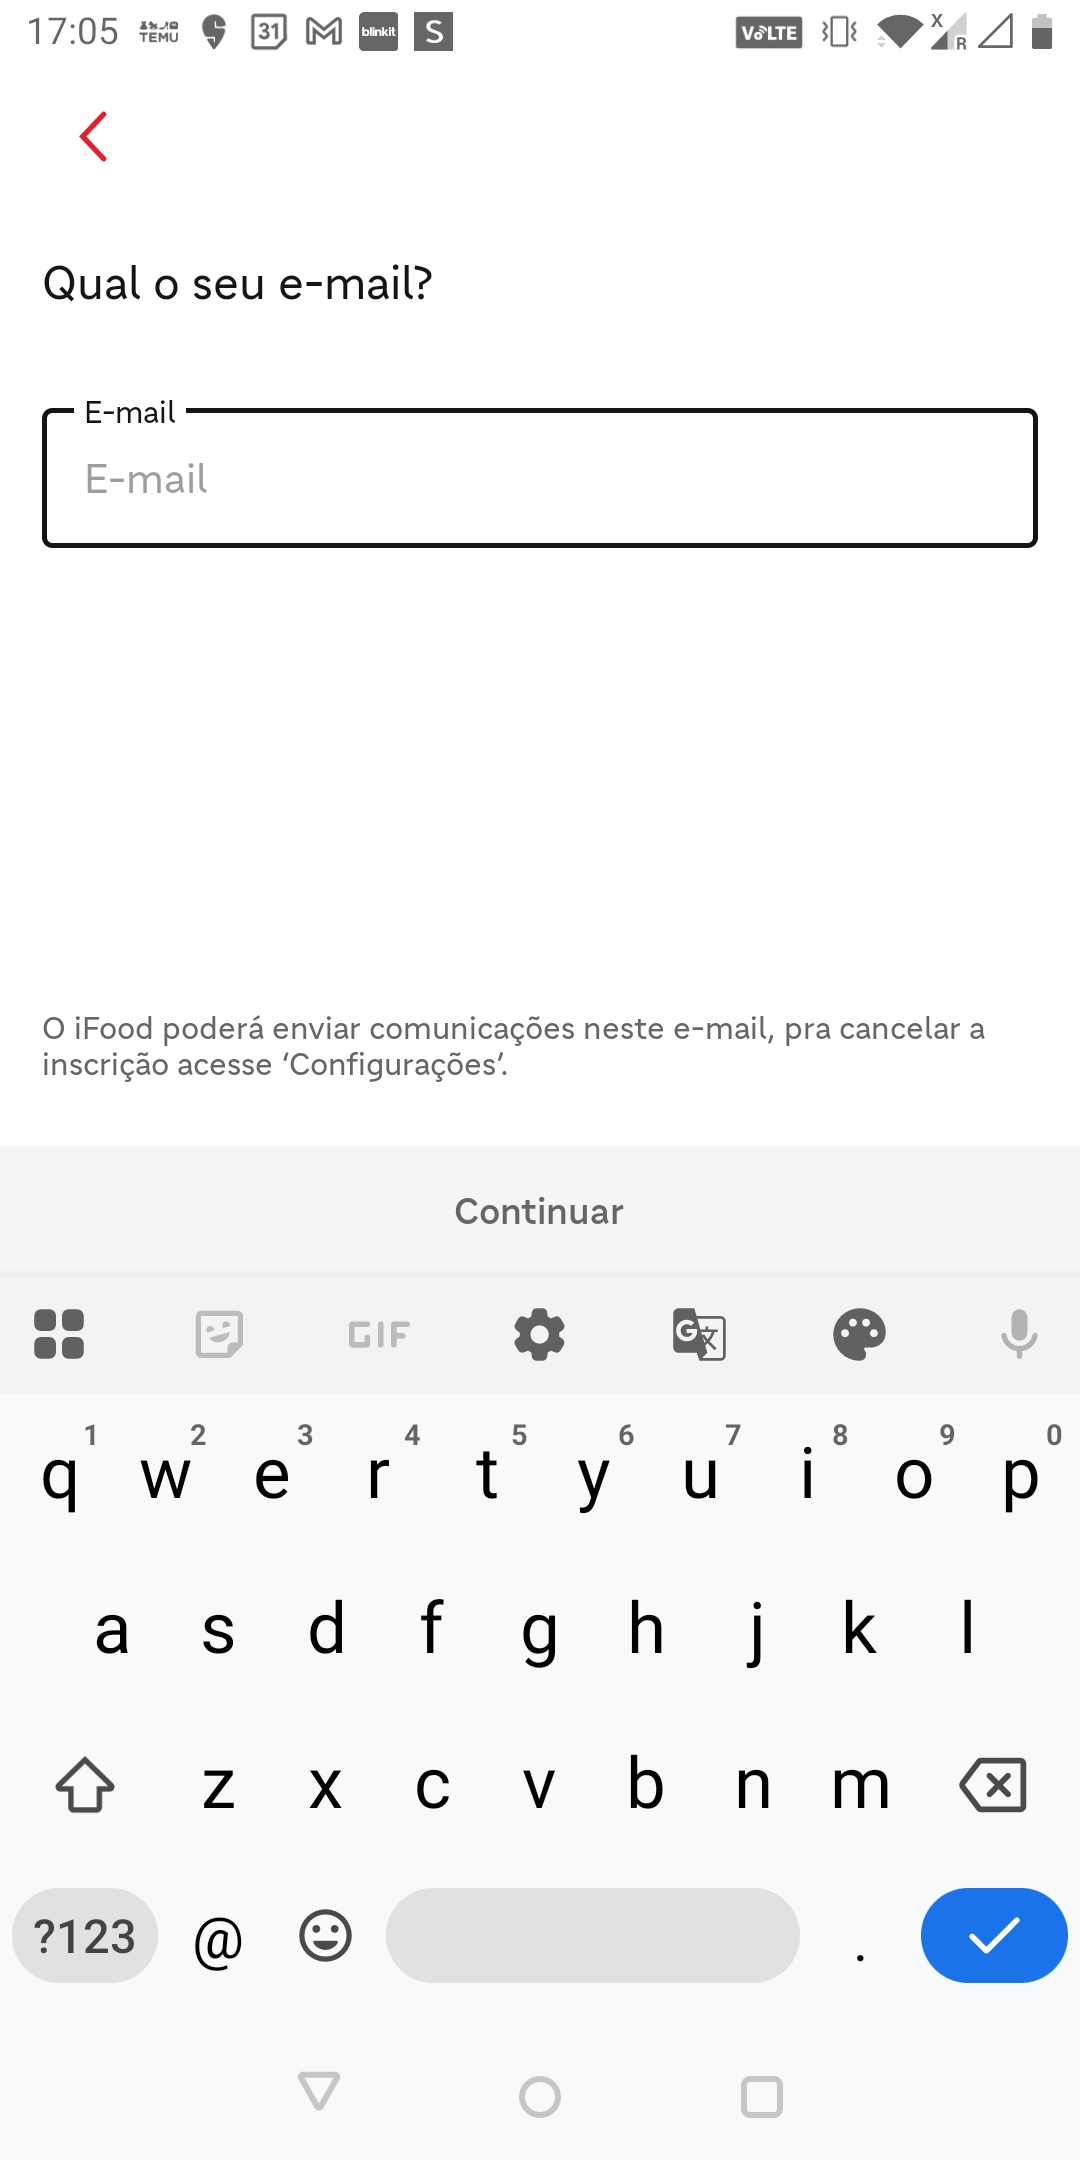 17:05 TEMU 31 blinkit S VoLTE X R
Qual o seu e-mail?
E-mail
E-mail
O iFood poderá enviar comunicações neste e-mail, pra cancelar a
inscrição acesse ‘Configurações’.
Continuar
GIF G 文
1 2 3 4 5 6 7 8 9 0
q w e r t y u i o p
a s d f g h j k l
z x c v b n m
?123 @ .